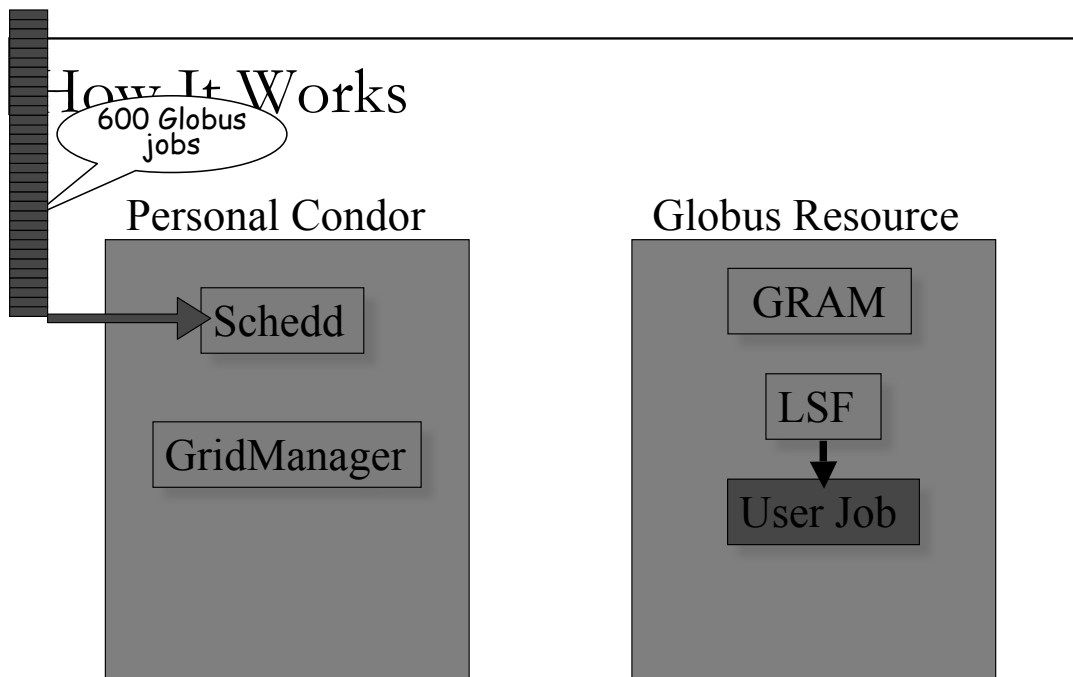 How It Works
600 Globus
jobs
Personal Condor
Globus Resource
Schedd
GridManager
GRAM
LSF
User Job